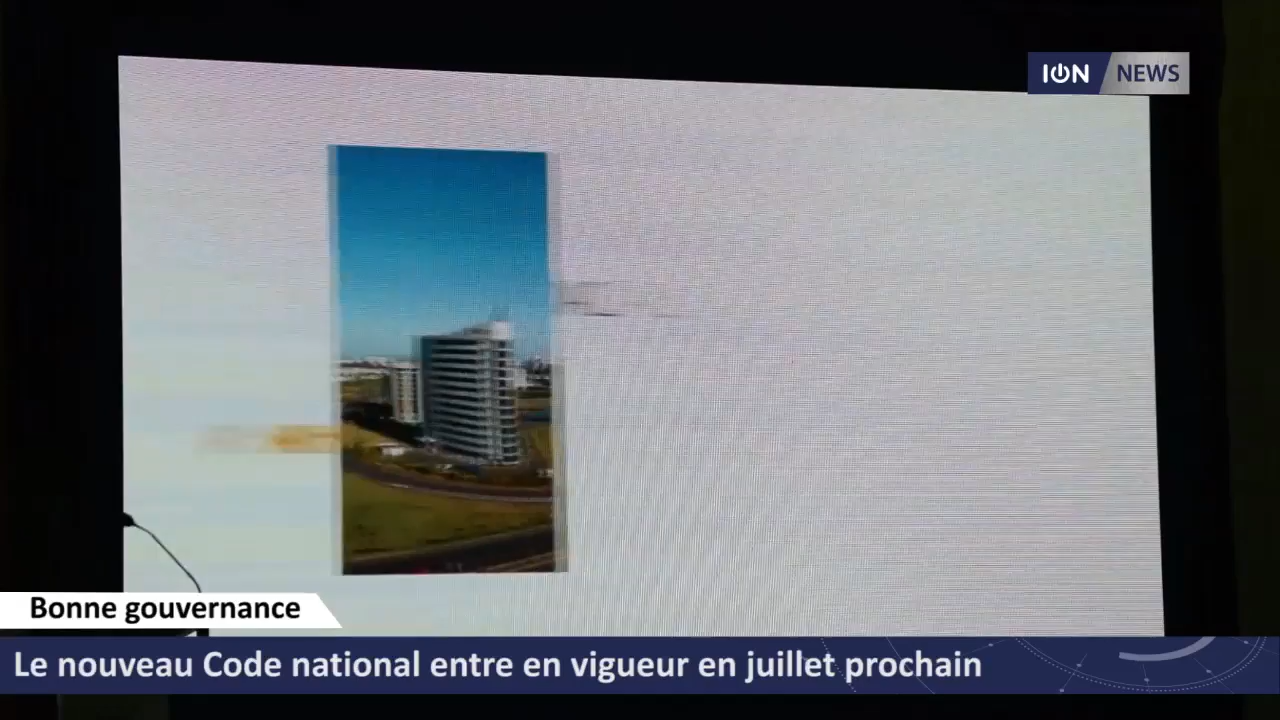 ION NEWS
Bonne gouvernance
Le nouveau Code national entre en vigueur en juillet prochain